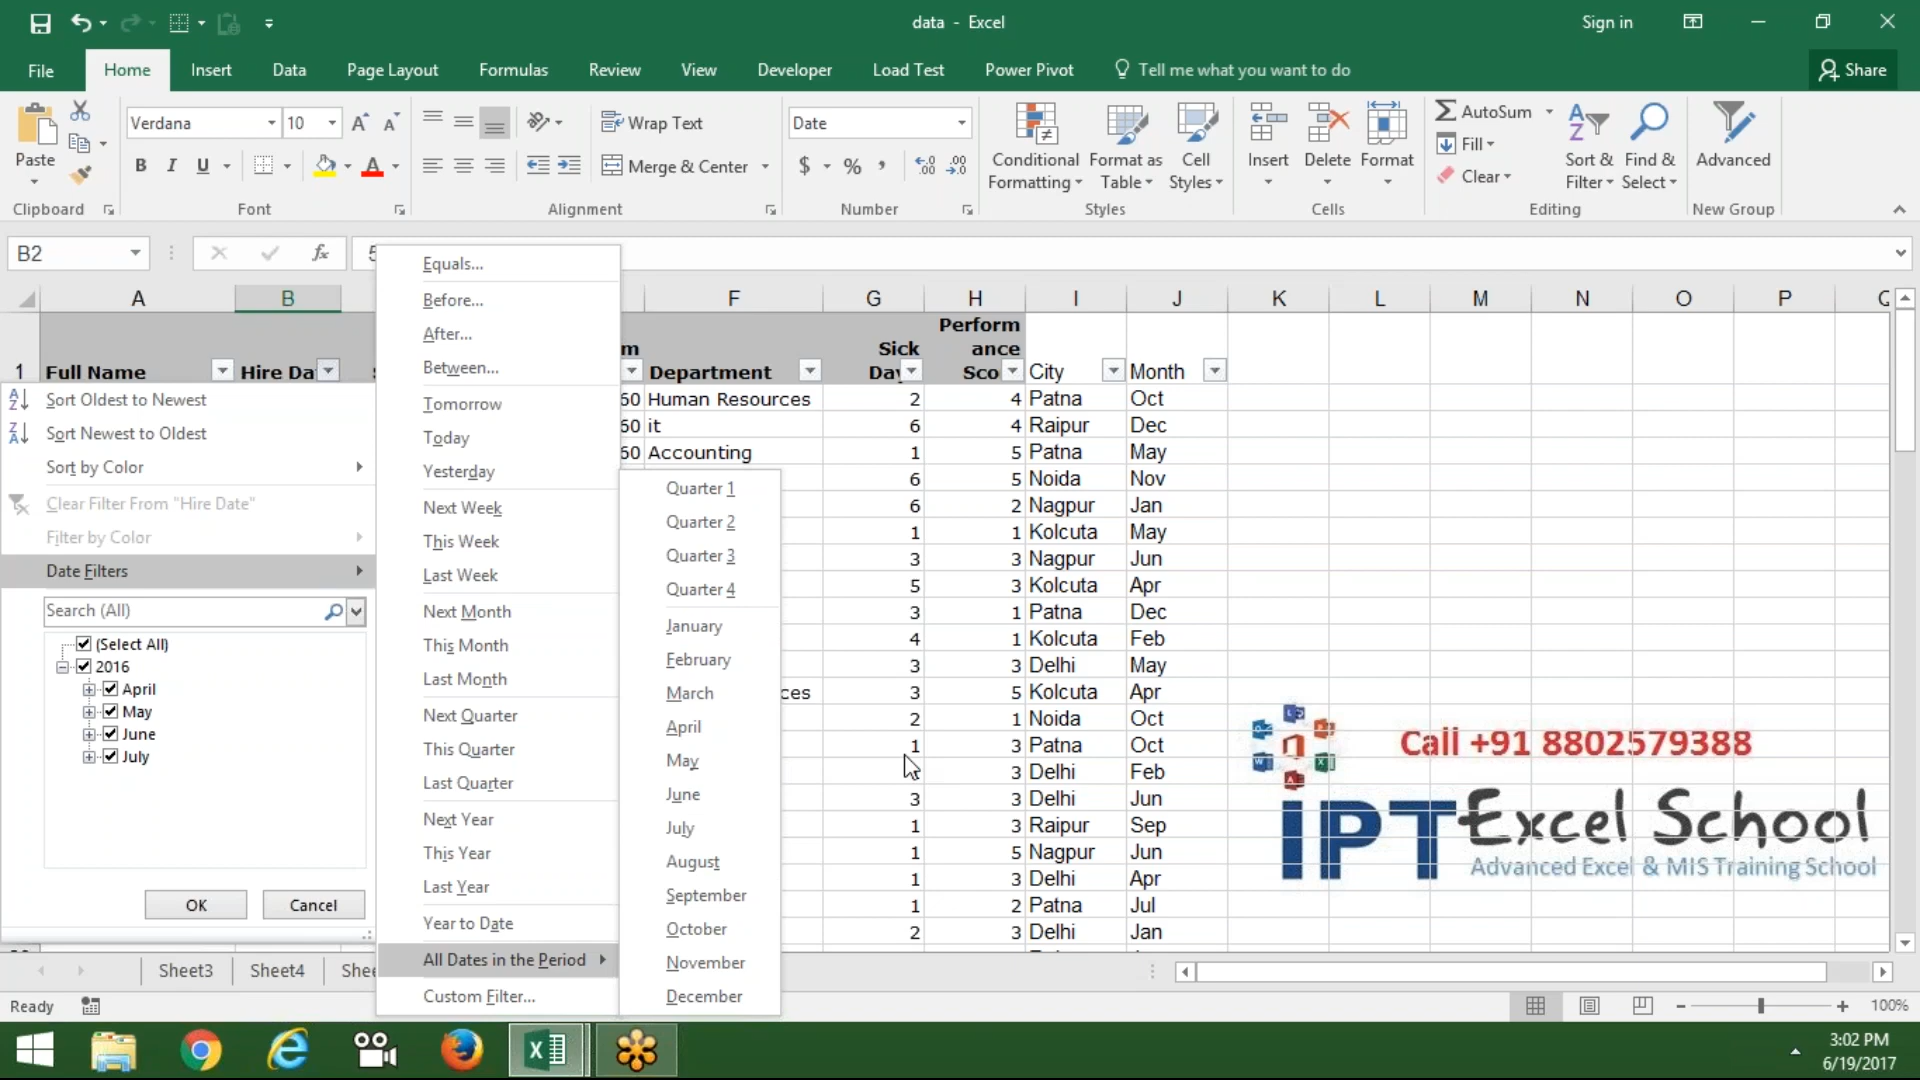 data - Excel
Sign in
File
Home
Insert
Data
Page Layout
Formulas
Review
View
Developer
Load Test
Power Pivot
Tell me what you want to do
Share
Paste
Verdana
10
Wrap Text
Merge & Center
Date
Conditional Formatting
Format as Table
Cell Styles
Insert
Delete
Format
AutoSum
Fill
Clear
Sort & Filter
Find & Select
Advanced
Clipboard
Font
Alignment
Number
Styles
Cells
Editing
New Group
B2
fx
A B F G H I J K L M N O P
1 Full Name Hire Da Department Sick Day Performance Sco City Month
60 Human Resources 2 4 Patna Oct
60 it 6 4 Raipur Dec
60 Accounting 1 5 Patna May
6 5 Noida Nov
6 2 Nagpur Jan
1 1 Kolcuta May
3 3 Nagpur Jun
5 3 Kolcuta Apr
3 1 Patna Dec
4 1 Kolcuta Feb
3 3 Delhi May
ces 3 5 Kolcuta Apr
2 1 Noida Oct
1 3 Patna Oct
3 Delhi Feb
3 3 Delhi Jun
1 3 Raipur Sep
1 5 Nagpur Jun
1 3 Delhi Apr
1 2 Patna Jul
2 3 Delhi Jan
Sort Oldest to Newest
Sort Newest to Oldest
Sort by Color
Clear Filter From "Hire Date"
Filter by Color
Date Filters
Search (All)
(Select All)
2016
April
May
June
July
OK
Cancel
Equals...
Before...
After...
Between...
Tomorrow
Today
Yesterday
Next Week
This Week
Last Week
Next Month
This Month
Last Month
Next Quarter
This Quarter
Last Quarter
Next Year
This Year
Last Year
Year to Date
All Dates in the Period
Custom Filter...
Quarter 1
Quarter 2
Quarter 3
Quarter 4
January
February
March
April
May
June
July
August
September
October
November
December
Call +91 8802579388
IPT Excel School
Advanced Excel & MIS Training School
Sheet3
Sheet4
Shee
Ready
100%
3:02 PM
6/19/2017